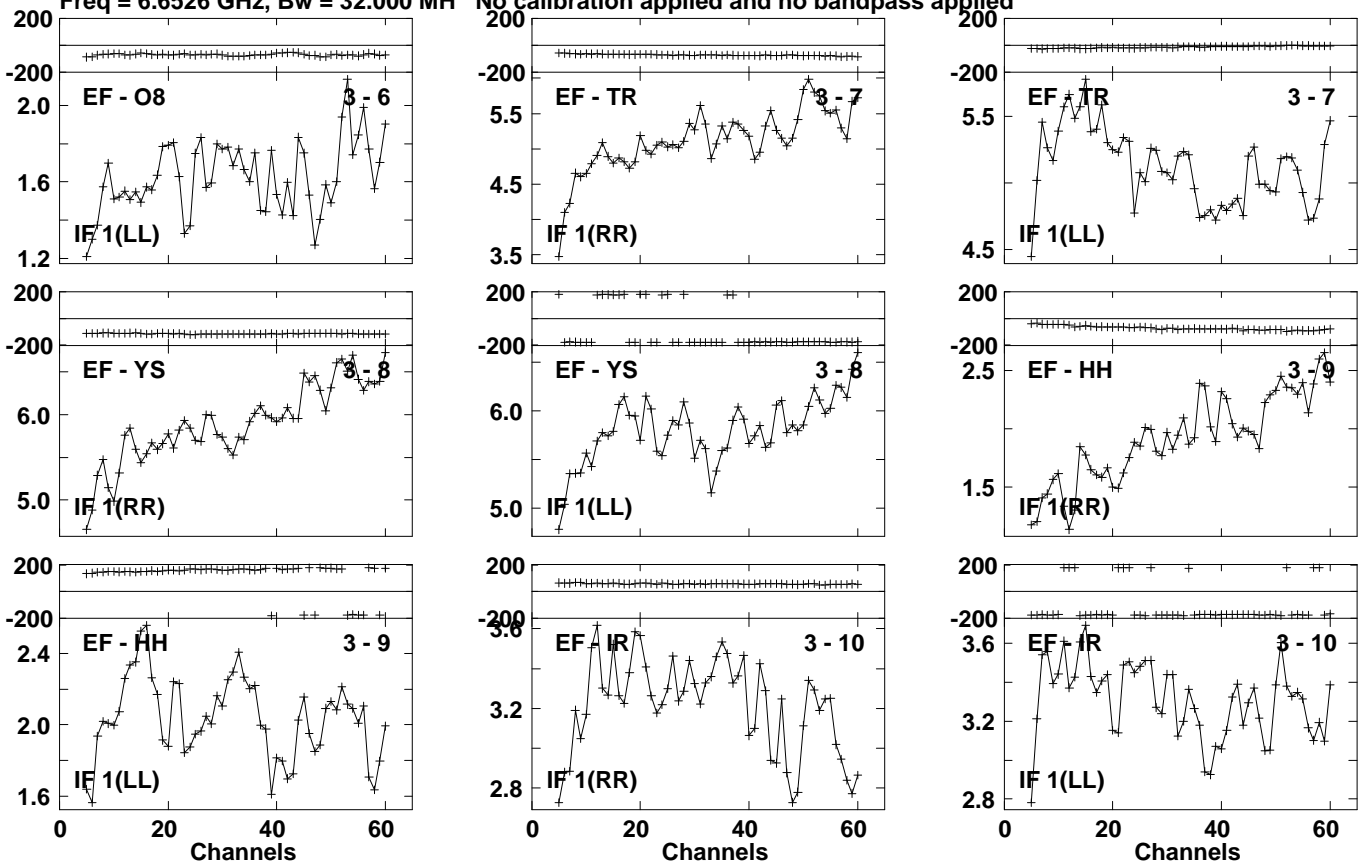 Freq = 6.6526 GHz, Bw = 32.000 MH No calibration applied and no bandpass applied
200 200 200
-200 -200 -200
EF - O8 3 - 6 EF - TR 3 - 7 EF - TR 3 - 7
2.0 5.5 5.5
1.6 4.5
IF 1(LL) IF 1(RR) IF 1(LL)
1.2 3.5 4.5
200 200 200
-200 -200 -200
EF - YS 3 - 8 EF - YS 3 - 8 EF - HH 3 - 9
2.5
6.0 6.0
1.5
5.0 5.0
IF 1(RR) IF 1(LL) IF 1(RR)
200 200 200
-200 -200 -200
EF - HH 3 - 9 EF - IR 3 - 10 EF - IR 3 - 10
2.4 3.6 3.6
2.0 3.2 3.2
IF 1(LL) IF 1(RR) IF 1(LL)
1.6 2.8 2.8
0 20 40 60 0 20 40 60
Channels Channels